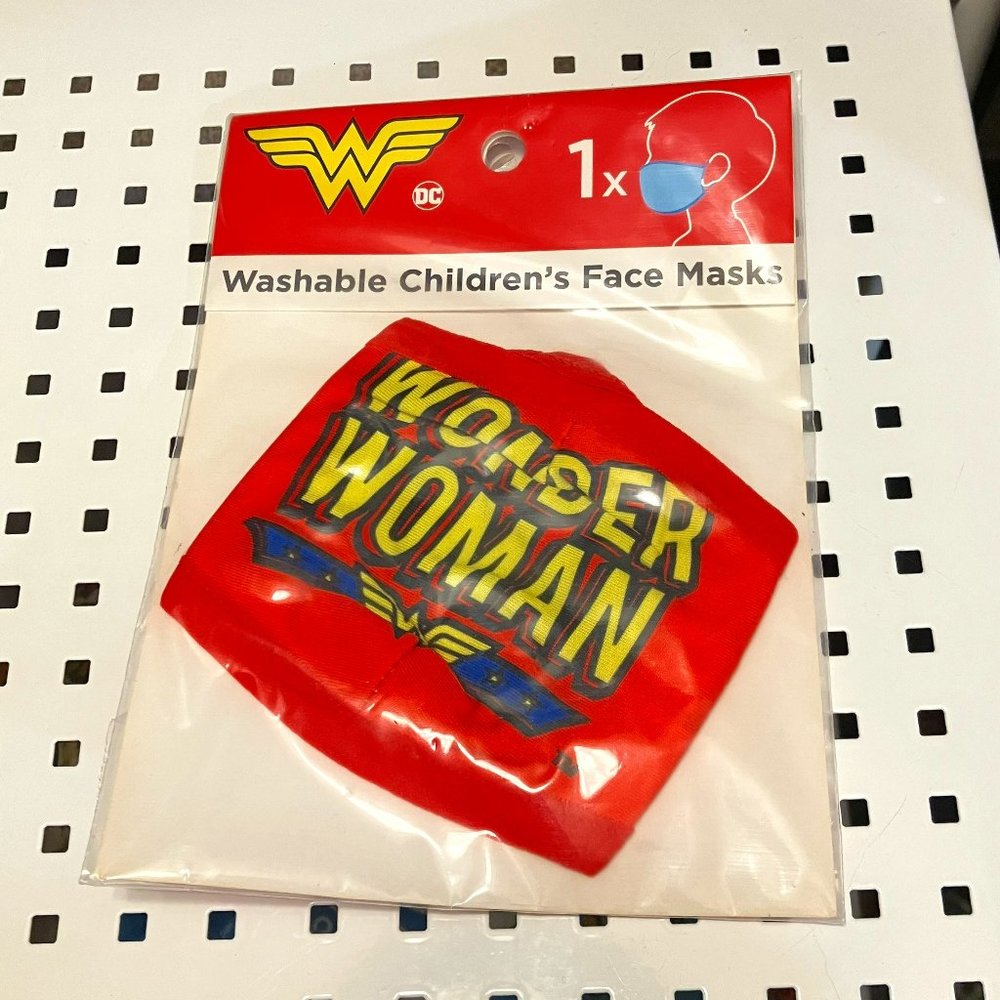 W
DC
1x
Washable Children's Face Masks
WONDER
WOMAN